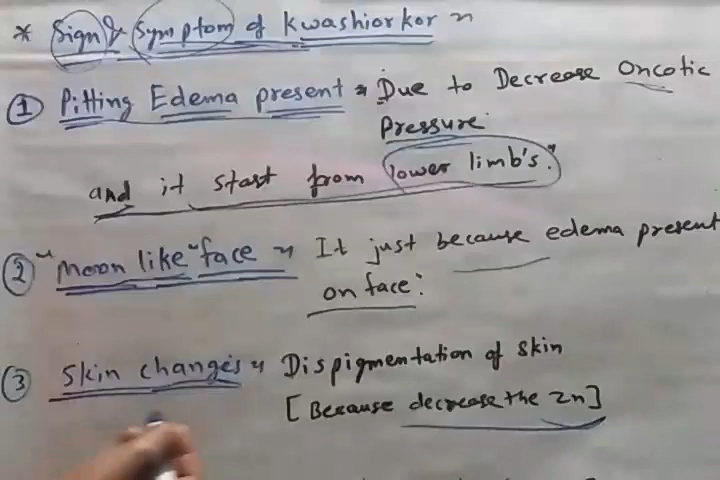 * Sign & Symptom of Kwashiorkor
① Pitting Edema present → Due to Decrease Oncotic
Pressure
and it start from lower limb's."
② "Moon like" face → It just because edema present
on face:
③ Skin changes → Dispigmentation of skin
[Because decrease the Zn]